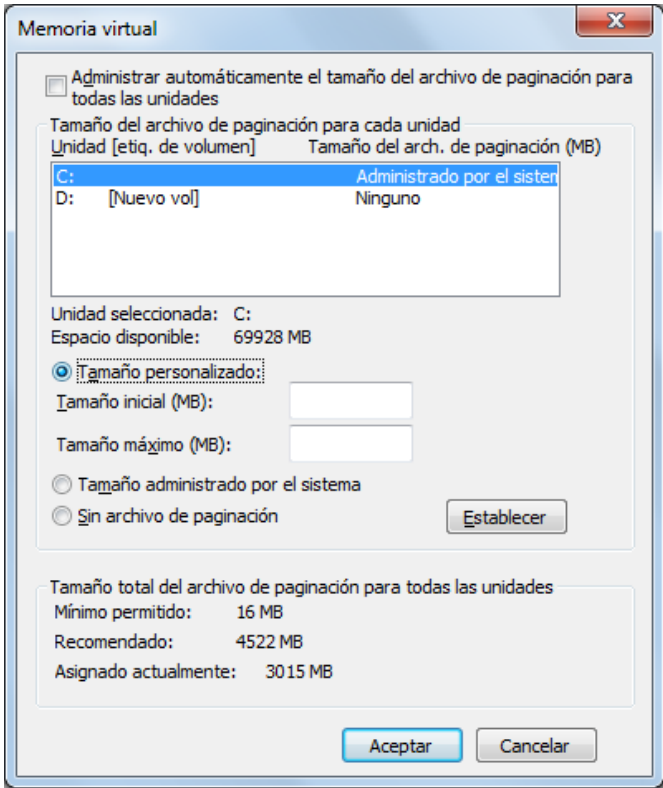 Memoria virtual
Administrar automáticamente el tamaño del archivo de paginación para
todas las unidades
Tamaño del archivo de paginación para cada unidad
Unidad [etiq. de volumen] Tamaño del arch. de paginación (MB)
C: Administrado por el sisten
D: [Nuevo vol] Ninguno
Unidad seleccionada: C:
Espacio disponible: 69928 MB
Tamaño personalizado:
Tamaño inicial (MB):
Tamaño máximo (MB):
Tamaño administrado por el sistema
Sin archivo de paginación
Establecer
Tamaño total del archivo de paginación para todas las unidades
Mínimo permitido: 16 MB
Recomendado: 4522 MB
Asignado actualmente: 3015 MB
Aceptar Cancelar